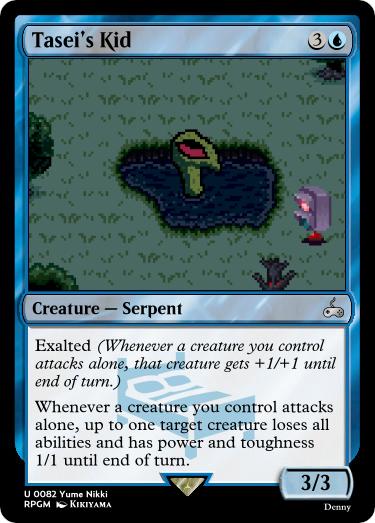 Tasei's Kid 3
Creature — Serpent
Exalted (Whenever a creature you control
attacks alone, that creature gets +1/+1 until
end of turn.)
Whenever a creature you control attacks
alone, up to one target creature loses all
abilities and has power and toughness
1/1 until end of turn.
3/3
U 0082 Yume Nikki
RPGM KIKIYAMA
Denny